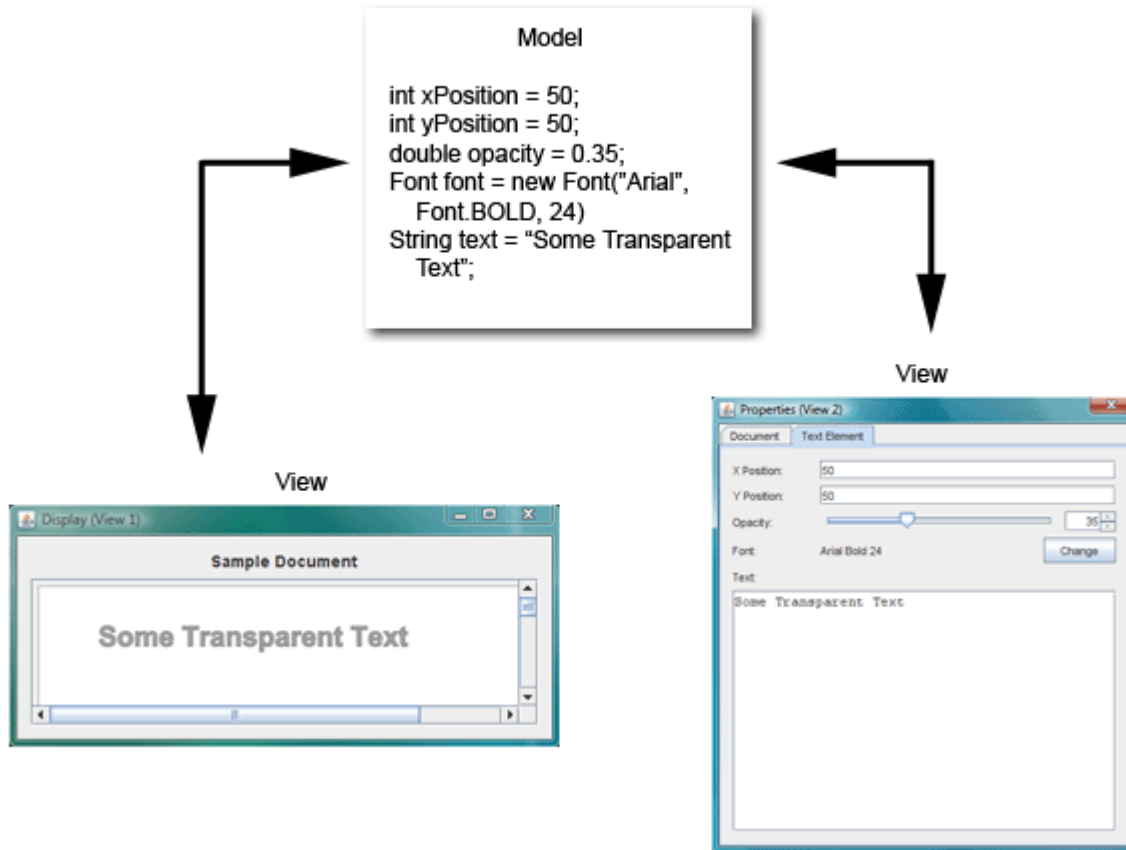 Model
int xPosition = 50;
int yPosition = 50;
double opacity = 0.35;
Font font = new Font("Arial",
Font.BOLD, 24)
String text = “Some Transparent
Text”;
View
Display (View 1)
Sample Document
Some Transparent Text
View
Properties (View 2)
Document Text Element
X Position: 50
Y Position: 50
Opacity: 35
Font: Arial Bold 24 Change
Text:
Some Transparent Text